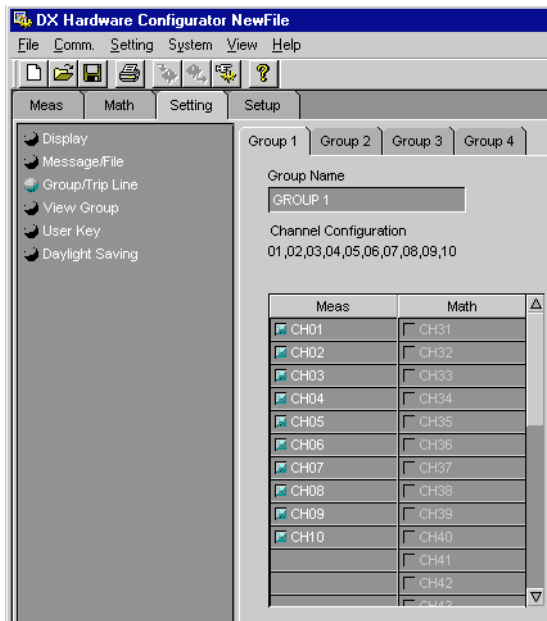 DX Hardware Configurator NewFile
File Comm. Setting System View Help
Meas Math Setting Setup
Display
Message/File
Group/Trip Line
View Group
User Key
Daylight Saving
Group 1 Group 2 Group 3 Group 4
Group Name
GROUP 1
Channel Configuration
01,02,03,04,05,06,07,08,09,10
Meas Math
CH01 CH31
CH02 CH32
CH03 CH33
CH04 CH34
CH05 CH35
CH06 CH36
CH07 CH37
CH08 CH38
CH09 CH39
CH10 CH40
CH41
CH42
CH43